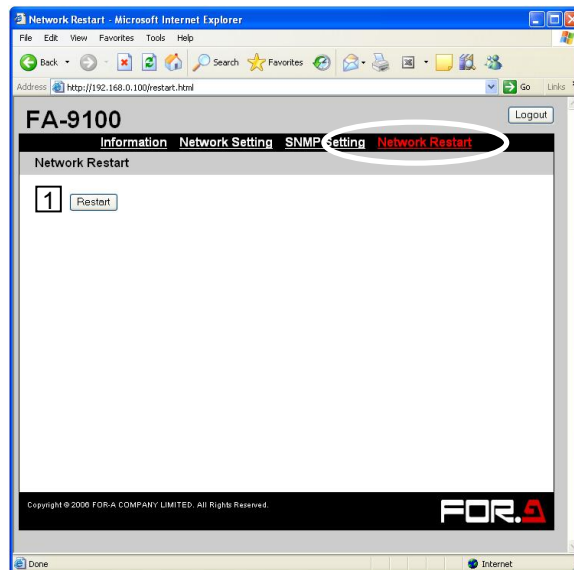 Network Restart - Microsoft Internet Explorer
File Edit View Favorites Tools Help
Back Search Favorites
Address http://192.168.0.100/restart.html Go Links
FA-9100 Logout
Information Network Setting SNMP Setting Network Restart
Network Restart
1 Restart
Copyright © 2006 FOR-A COMPANY LIMITED. All Rights Reserved. FOR.A
Done Internet